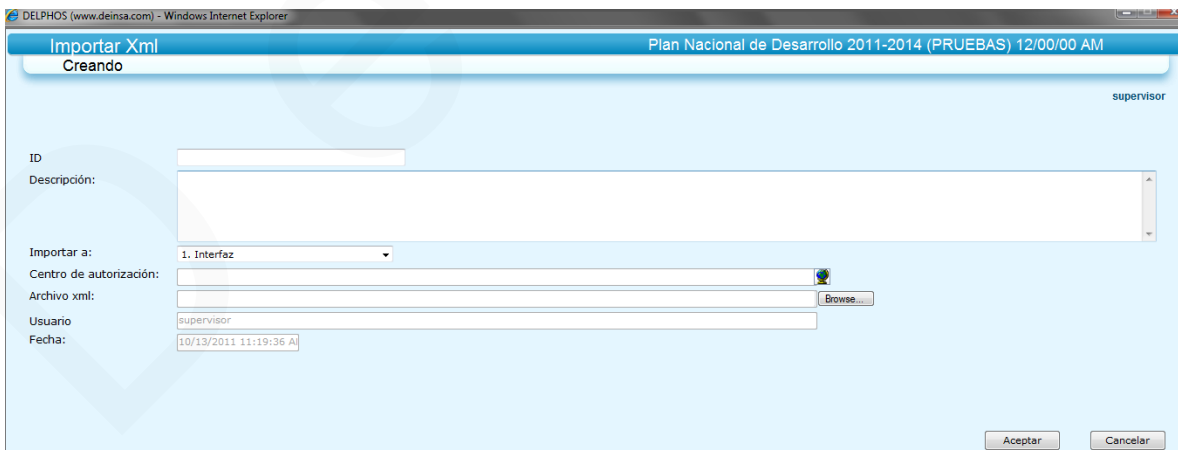 DELPHOS (www.deinsa.com) - Windows Internet Explorer
Importar Xml
Plan Nacional de Desarrollo 2011-2014 (PRUEBAS) 12/00/00 AM
Creando
supervisor
ID
Descripción:
Importar a: 1. Interfaz
Centro de autorización:
Archivo xml: Browse...
Usuario supervisor
Fecha: 10/13/2011 11:19:36 A
Aceptar Cancelar